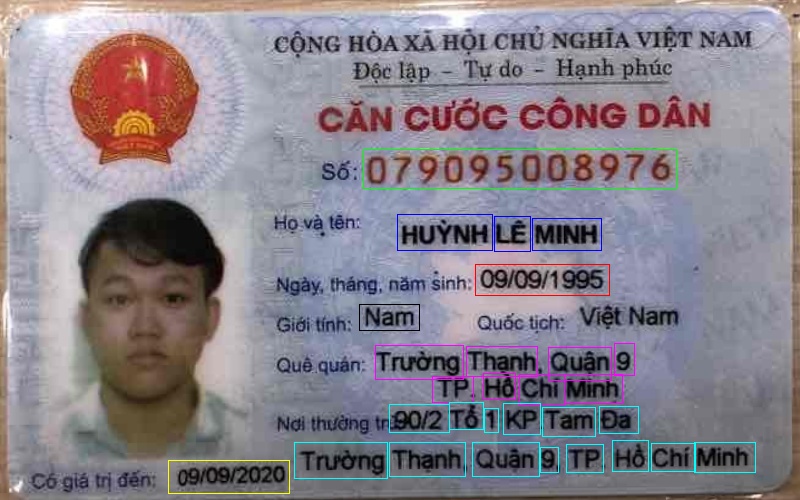 CỘNG HÒA XÃ HỘI CHỦ NGHĨA VIỆT NAM
Độc lập - Tự do - Hạnh phúc
CĂN CƯỚC CÔNG DÂN
Số: 079095008976
Họ và tên: HUỲNH LÊ MINH
Ngày, tháng, năm sinh: 09/09/1995
Giới tính: Nam Quốc tịch: Việt Nam
Quê quán: Trường Thạnh, Quận 9
TP. Hồ Chí Minh
Nơi thường trú: 90/2 Tổ 1 KP Tam Đa
Trường Thạnh, Quận 9, TP. Hồ Chí Minh
Có giá trị đến: 09/09/2020